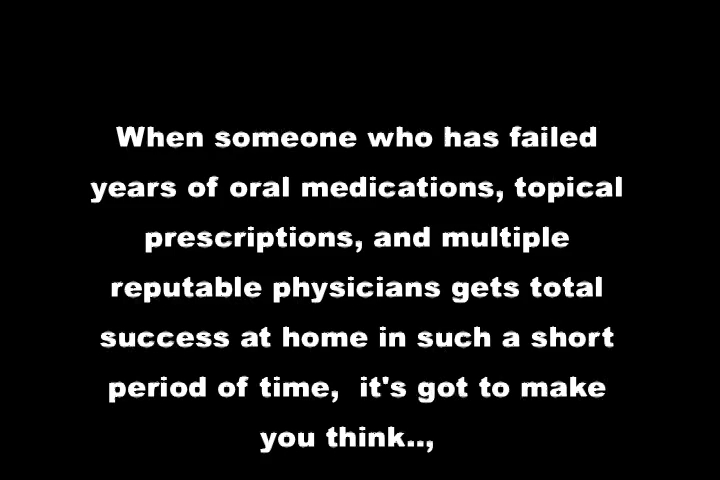 When someone who has failed
years of oral medications, topical
prescriptions, and multiple
reputable physicians gets total
success at home in such a short
period of time,  it's got to make
you think..,